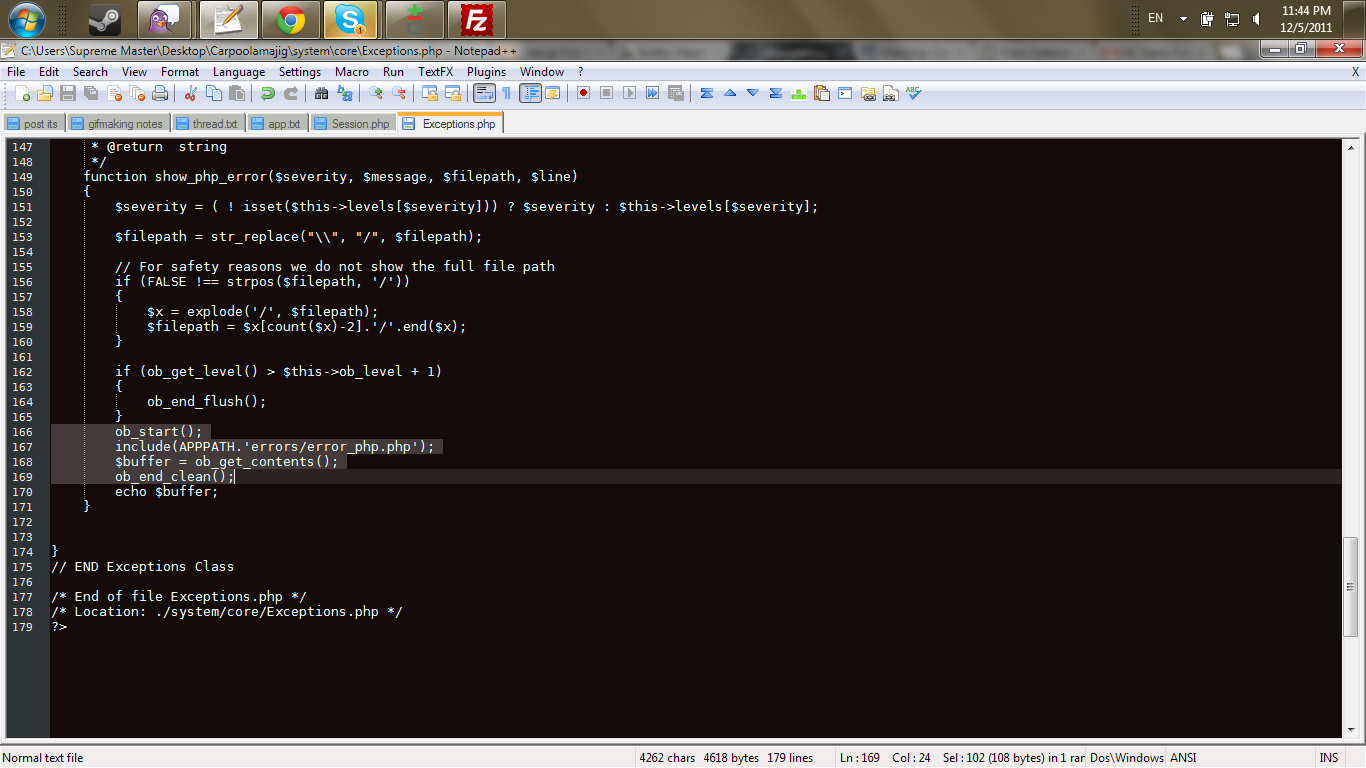 EN
11:44 PM
12/5/2011
C:\Users\Supreme Master\Desktop\Carpoolamajig\system\core\Exceptions.php - Notepad++
File Edit Search View Format Language Settings Macro Run TextFX Plugins Window ? X
post its gifmaking notes thread.txt app.txt Session.php Exceptions.php
147 * @return  string
148 */
149 function show_php_error($severity, $message, $filepath, $line)
150 {
151 $severity = ( ! isset($this->levels[$severity])) ? $severity : $this->levels[$severity];
152
153 $filepath = str_replace("\\", "/", $filepath);
154
155 // For safety reasons we do not show the full file path
156 if (FALSE !== strpos($filepath, '/'))
157 {
158 $x = explode('/', $filepath);
159 $filepath = $x[count($x)-2].'/'.end($x);
160 }
161
162 if (ob_get_level() > $this->ob_level + 1)
163 {
164 ob_end_flush();
165 }
166 ob_start();
167 include(APPPATH.'errors/error_php.php');
168 $buffer = ob_get_contents();
169 ob_end_clean();
170 echo $buffer;
171 }
172
173
174 }
175 // END Exceptions Class
176
177 /* End of file Exceptions.php */
178 /* Location: ./system/core/Exceptions.php */
179 ?>
Normal text file 4262 chars 4618 bytes 179 lines Ln : 169 Col : 24 Sel : 102 (108 bytes) in 1 ran Dos\Windows ANSI INS